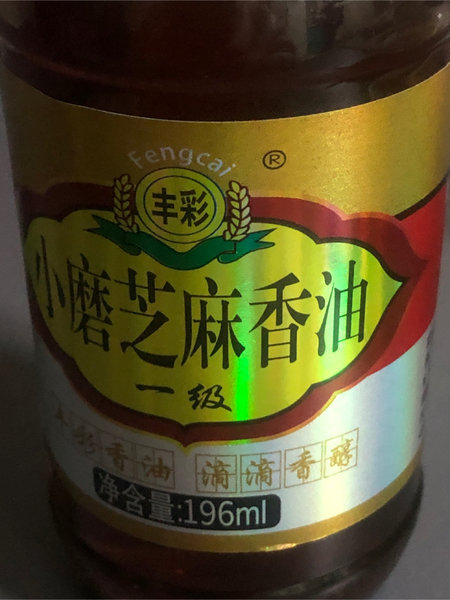 Fengcai ®
丰彩
小磨芝麻香油
一级
丰彩香油 滴滴香醇
净含量:196ml